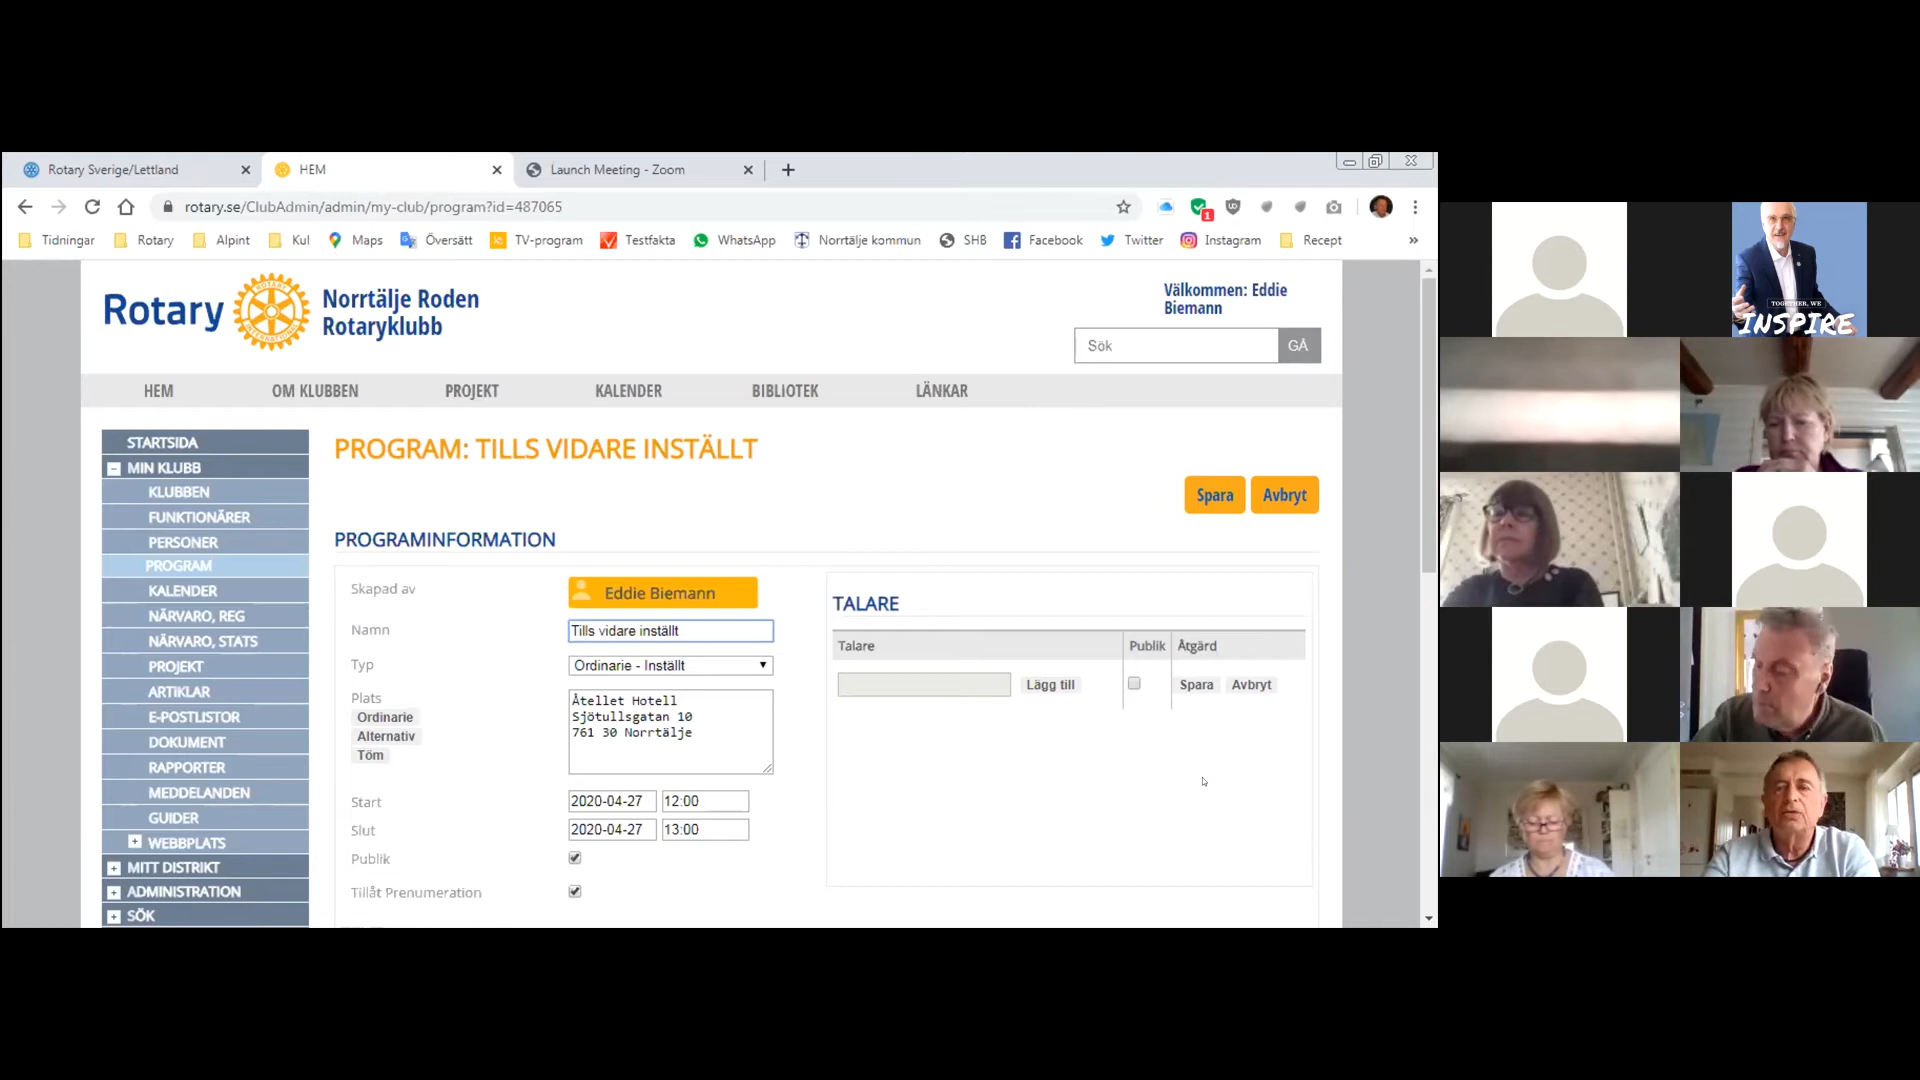 Rotary Sverige/Lettland
HEM
Launch Meeting - Zoom
rotary.se/ClubAdmin/admin/my-club/program?id=487065
1
Tidningar
Rotary
Alpint
Kul
Maps
Översätt
TV-program
Testfakta
WhatsApp
Norrtälje kommun
SHB
Facebook
Twitter
Instagram
Recept
»
Rotary
Norrtälje Roden
Rotaryklubb
Välkommen: Eddie
Biemann
Sök
GÅ
HEM
OM KLUBBEN
PROJEKT
KALENDER
BIBLIOTEK
LÄNKAR
STARTSIDA
MIN KLUBB
KLUBBEN
FUNKTIONÄRER
PERSONER
PROGRAM
KALENDER
NÄRVARO, REG
NÄRVARO, STATS
PROJEKT
ARTIKLAR
E-POSTLISTOR
DOKUMENT
RAPPORTER
MEDDELANDEN
GUIDER
WEBBPLATS
MITT DISTRIKT
ADMINISTRATION
SÖK
PROGRAM: TILLS VIDARE INSTÄLLT
Spara
Avbryt
PROGRAMINFORMATION
Skapad av
Eddie Biemann
Namn
Tills vidare inställt
Typ
Ordinarie - Inställt
Plats
Ordinarie
Alternativ
Töm
Åtellet Hotell
Sjötullsgatan 10
761 30 Norrtälje
Start
2020-04-27 12:00
Slut
2020-04-27 13:00
Publik
Tillåt Prenumeration
TALARE
Talare
Publik
Åtgärd
Lägg till
Spara
Avbryt
TOGETHER, WE
INSPIRE